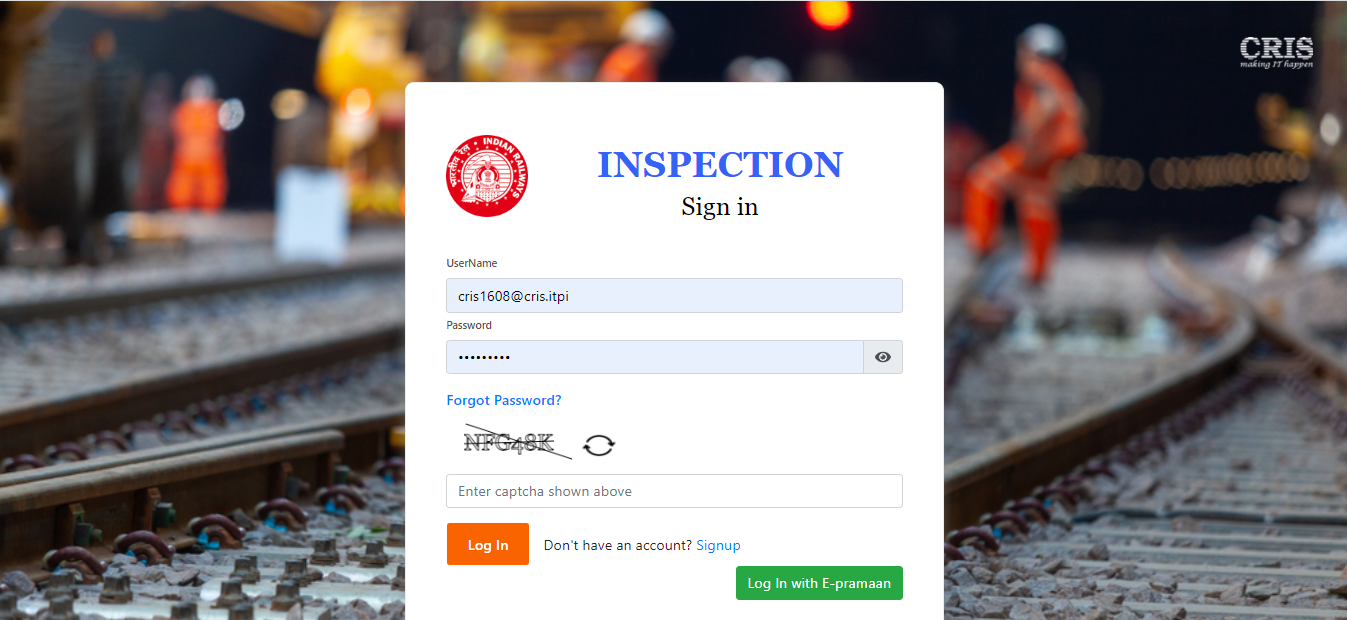 CRIS
making IT happen
भारतीय रेल • INDIAN RAILWAYS
INSPECTION
Sign in
UserName
cris1608@cris.itpi
Password
•••••••••
Forgot Password?
NFG48K
Enter captcha shown above
Log In
Don't have an account? Signup
Log In with E-pramaan